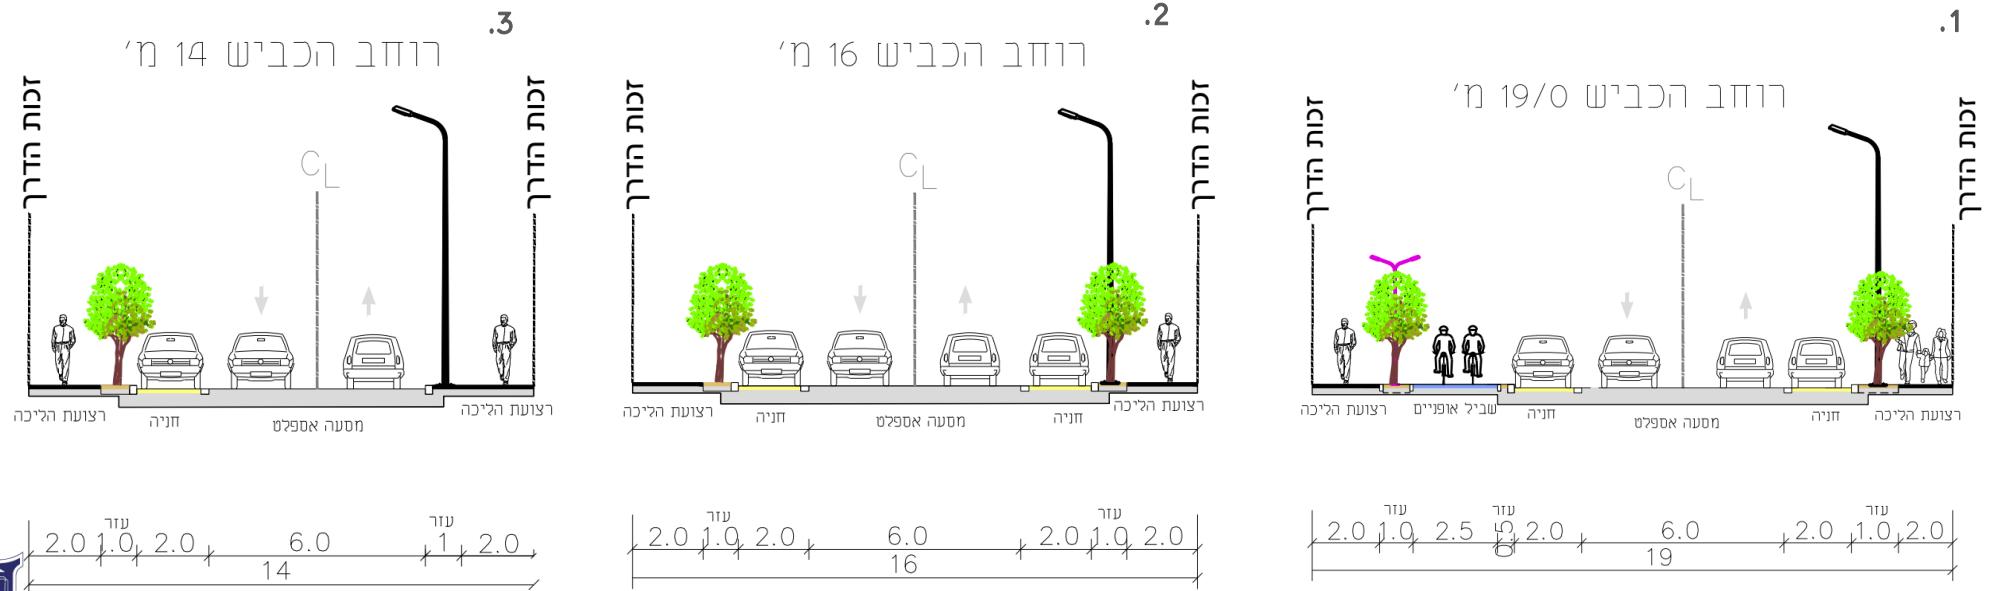 1.
רוחב הכביש 19/0 מ'
זכות הדרך
זכות הדרך
CL
רצועת הליכה
חניה
מסעה אספלט
חניה
שביל אופניים
רצועת הליכה
עזר
עזר
עזר
2.0 1.0 2.5 0.5 2.0 6.0 2.0 1.0 2.0
19
2.
רוחב הכביש 16 מ'
זכות הדרך
זכות הדרך
CL
רצועת הליכה
חניה
מסעה אספלט
חניה
רצועת הליכה
עזר
עזר
2.0 1.0 2.0 6.0 2.0 1.0 2.0
16
3.
רוחב הכביש 14 מ'
זכות הדרך
זכות הדרך
CL
רצועת הליכה
מסעה אספלט
חניה
רצועת הליכה
עזר
עזר
2.0 1.0 2.0 6.0 1 2.0
14